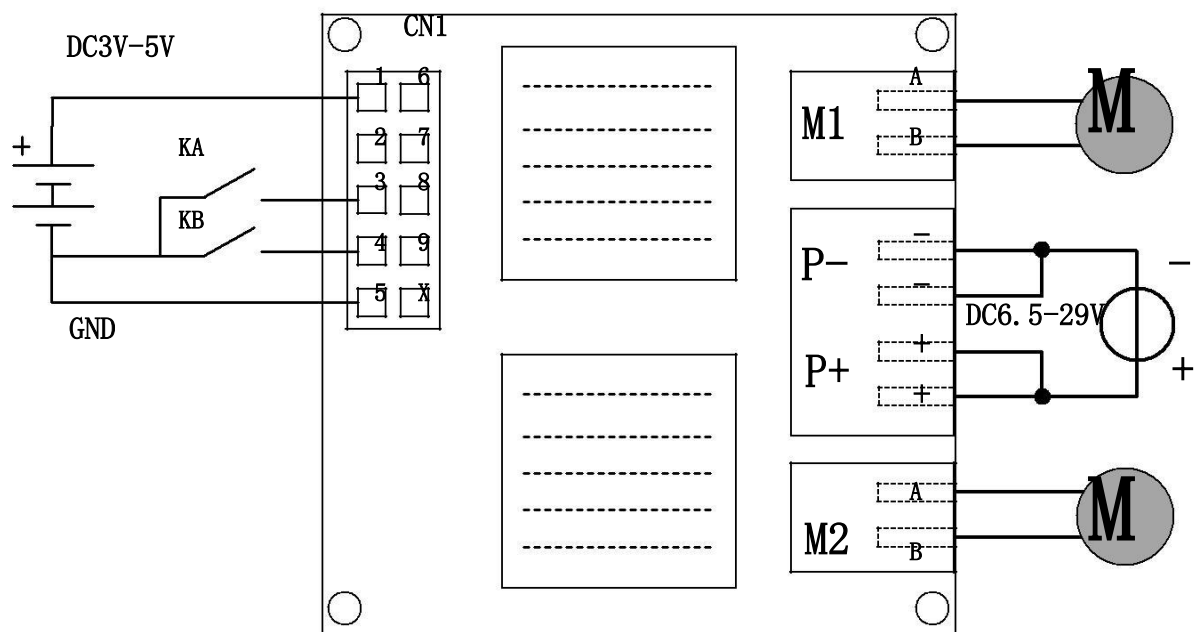 CN1
DC3V-5V
+
KA
KB
GND
1 6
2 7
3 8
4 9
5 X
M1
A
B
M
P-
-
-
P+
+
+
DC6.5-29V
-
+
M2
A
B
M